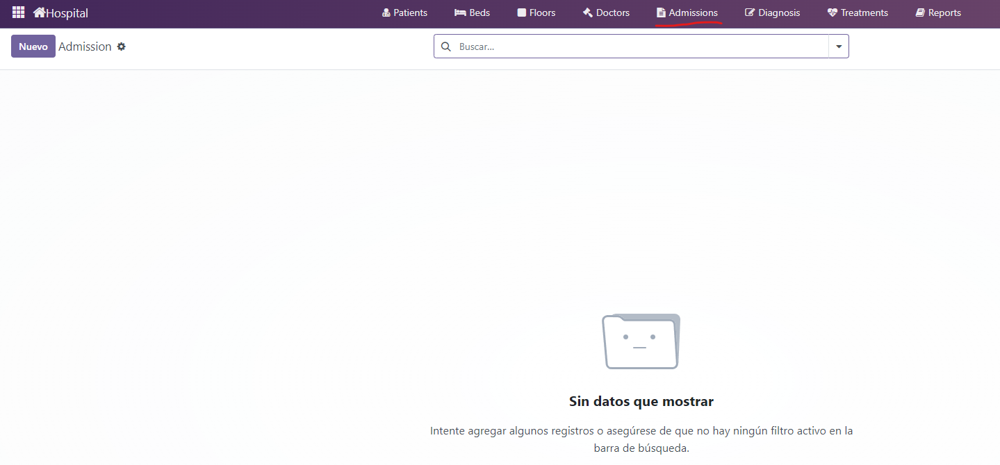 Hospital Patients Beds Floors Doctors Admissions Diagnosis Treatments Reports
Nuevo Admission Buscar...
Sin datos que mostrar
Intente agregar algunos registros o asegúrese de que no hay ningún filtro activo en la
barra de búsqueda.